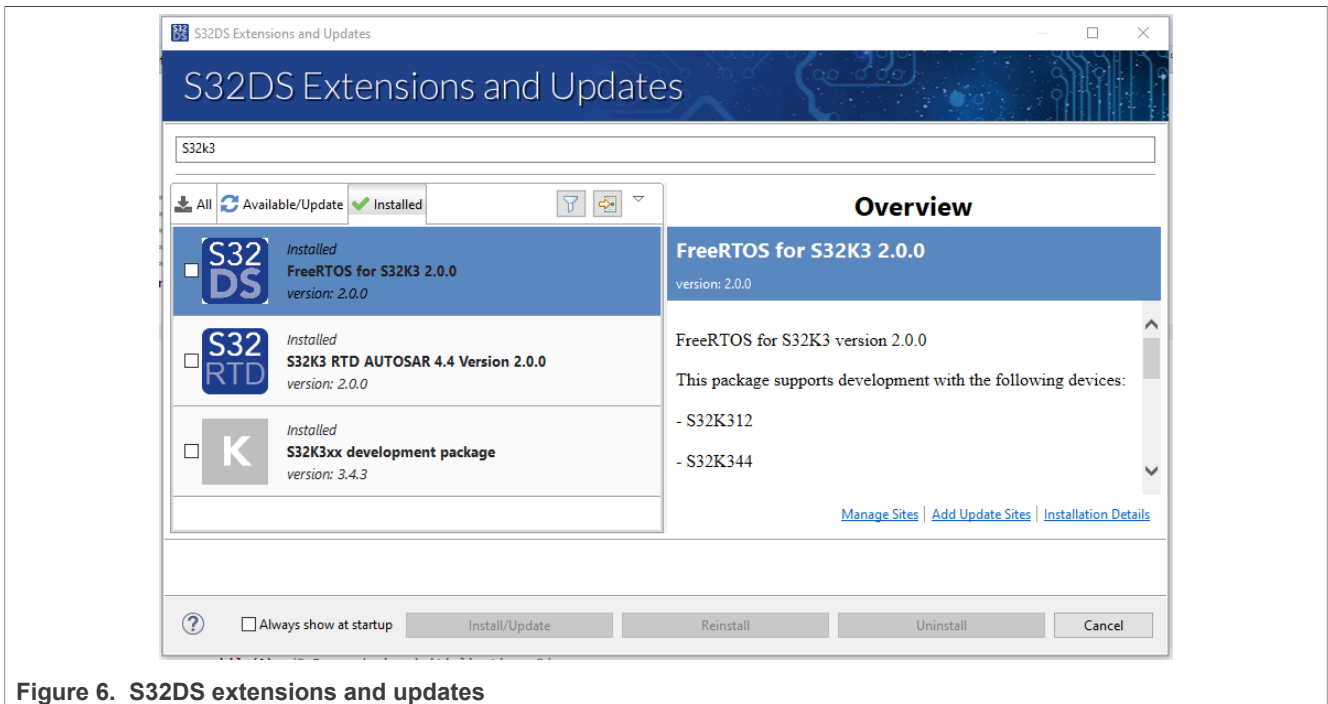 S32DS Extensions and Updates
S32DS Extensions and Updates
S32k3
All Available/Update Installed
S32
DS
Installed
FreeRTOS for S32K3 2.0.0
version: 2.0.0
S32
RTD
Installed
S32K3 RTD AUTOSAR 4.4 Version 2.0.0
version: 2.0.0
K
Installed
S32K3xx development package
version: 3.4.3
Overview
FreeRTOS for S32K3 2.0.0
version: 2.0.0
FreeRTOS for S32K3 version 2.0.0
This package supports development with the following devices:
- S32K312
- S32K344
Manage Sites | Add Update Sites | Installation Details
? Always show at startup Install/Update Reinstall Uninstall Cancel
Figure 6. S32DS extensions and updates